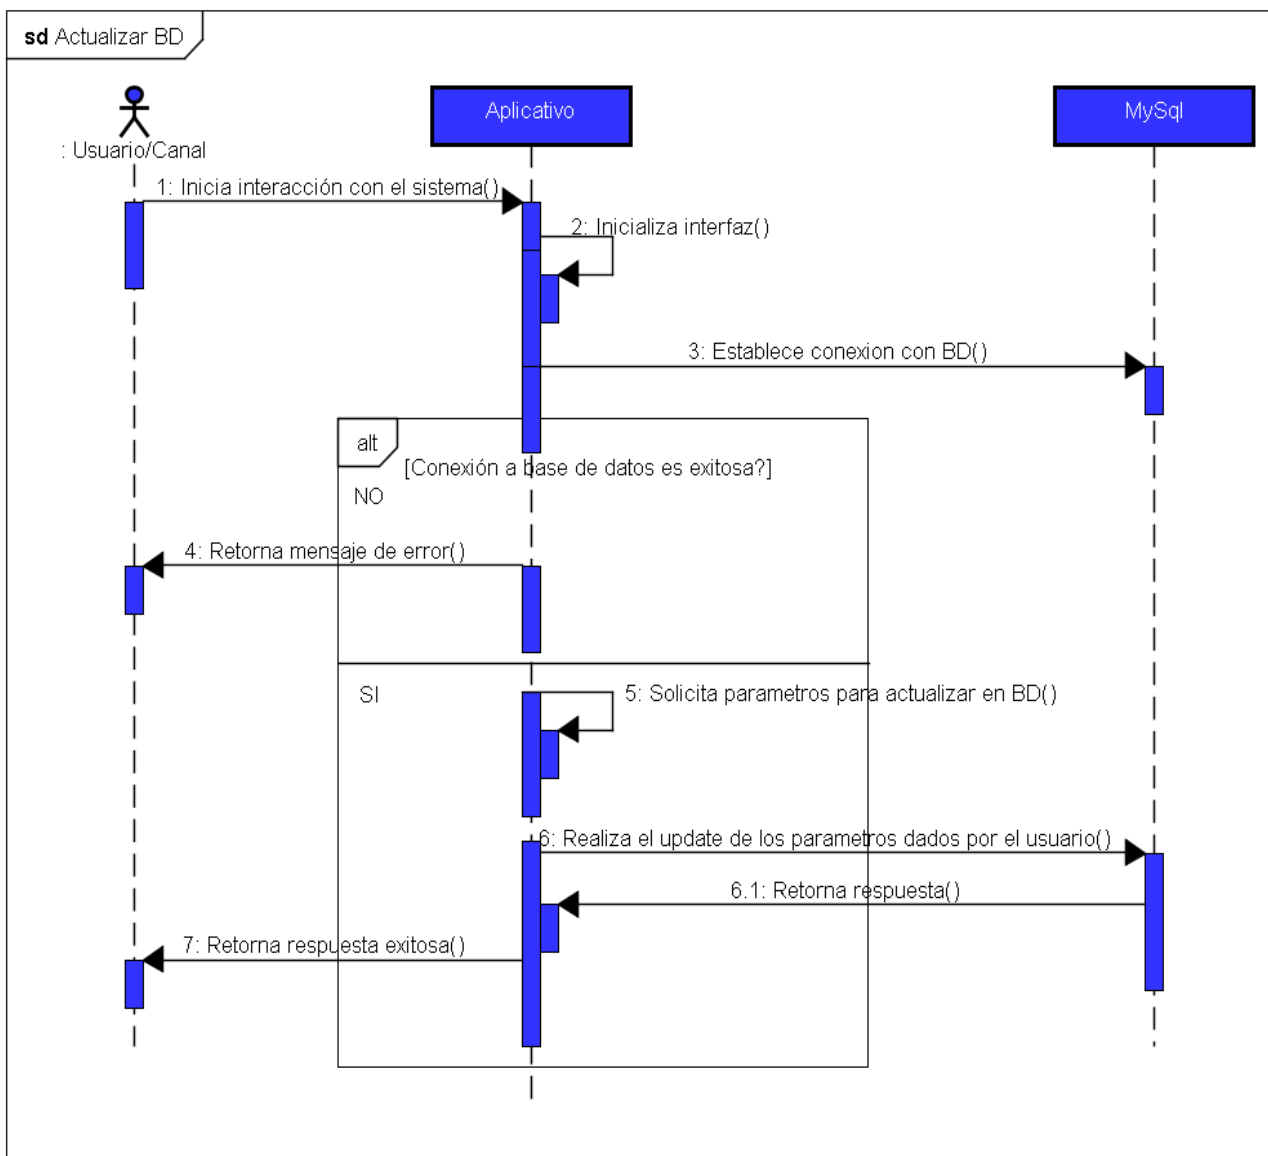 sd Actualizar BD
: Usuario/Canal
Aplicativo
MySql
1: Inicia interacción con el sistema()
2: Inicializa interfaz()
3: Establece conexion con BD()
alt
[Conexión a base de datos es exitosa?]
NO
4: Retorna mensaje de error()
SI
5: Solicita parametros para actualizar en BD()
6: Realiza el update de los parametros dados por el usuario()
6.1: Retorna respuesta()
7: Retorna respuesta exitosa()